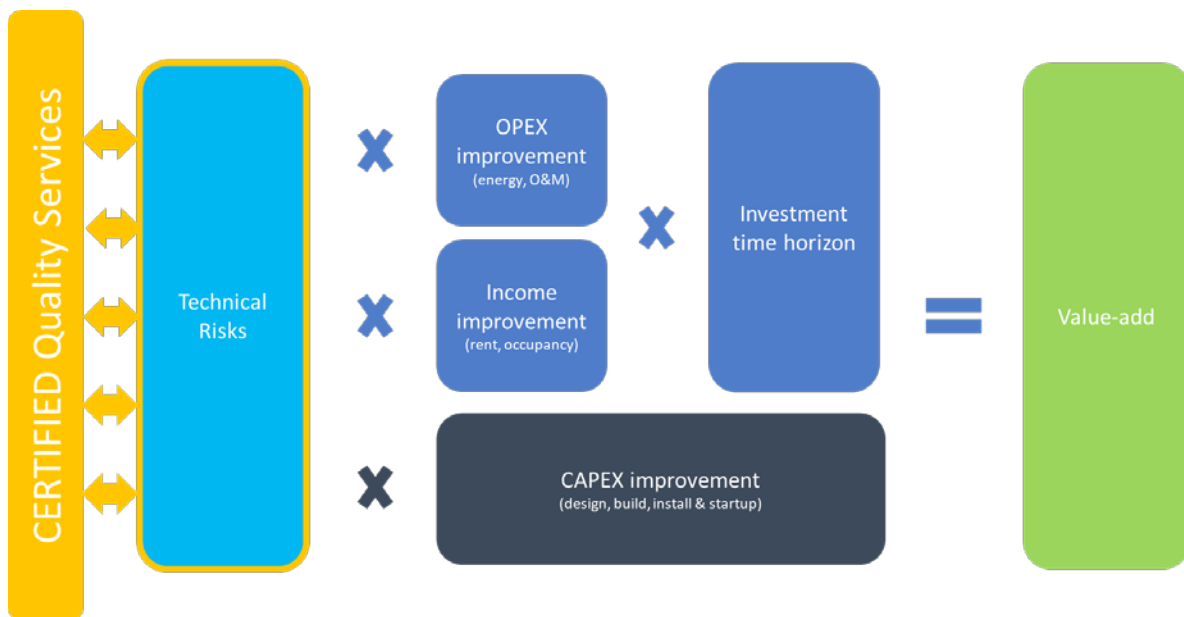 CERTIFIED Quality Services
Technical
Risks
OPEX
improvement
(energy, O&M)
Income
improvement
(rent, occupancy)
Investment
time horizon
CAPEX improvement
(design, build, install & startup)
Value-add